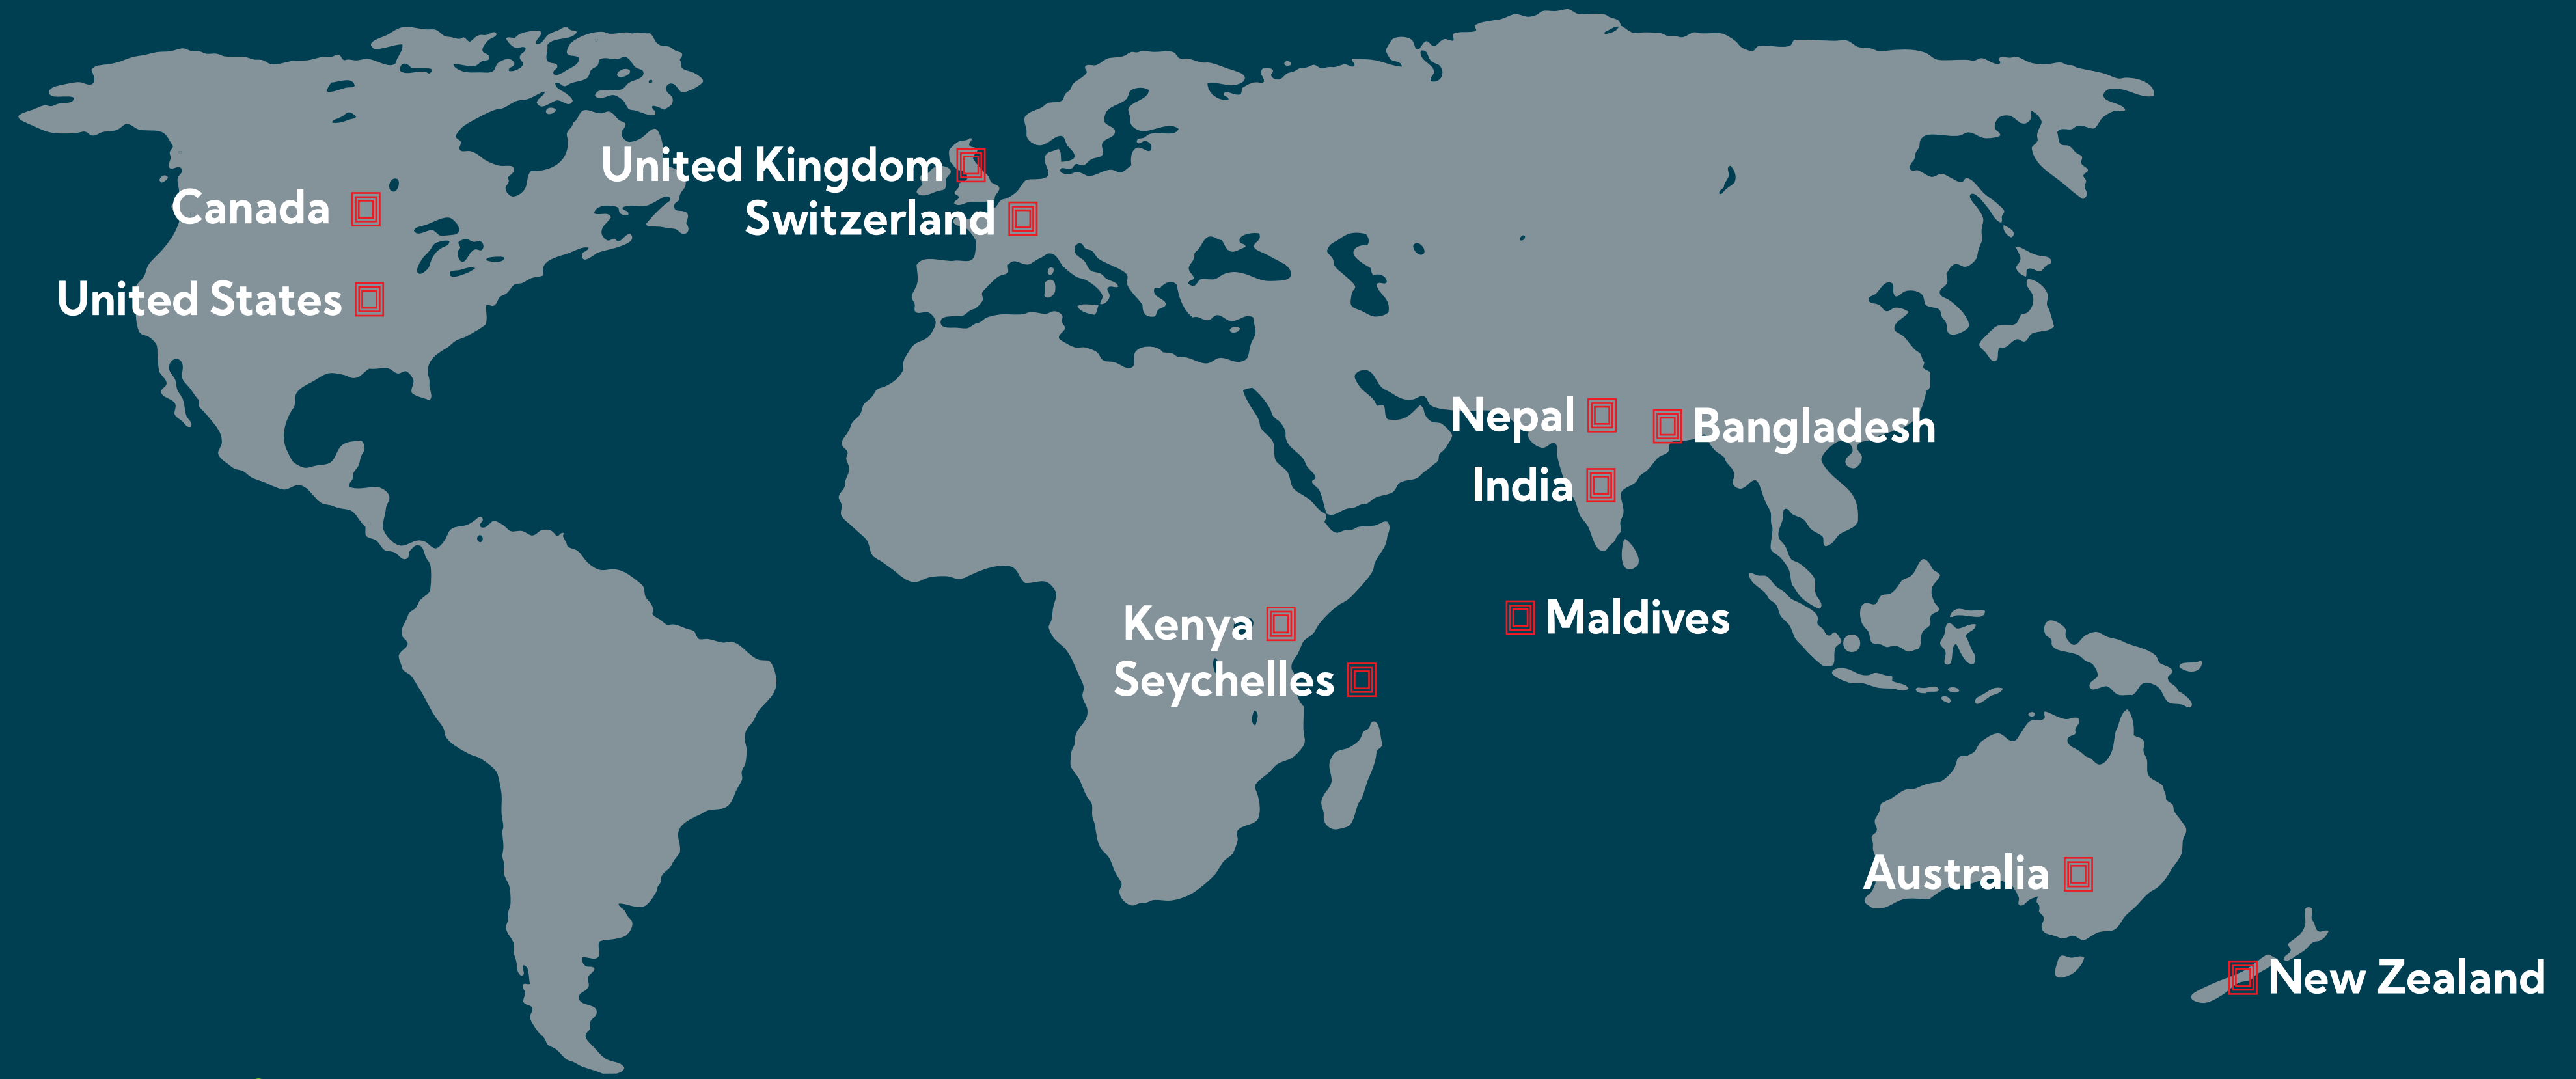 United Kingdom
Canada
Switzerland
United States
Nepal
Bangladesh
India
Maldives
Kenya
Seychelles
Australia
New Zealand